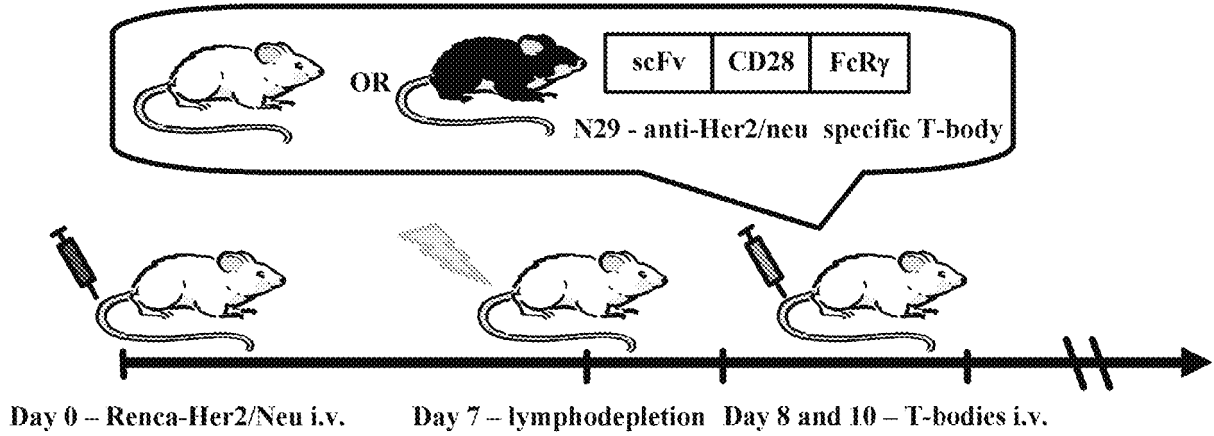 OR
scFv CD28 FcRγ
N29 - anti-Her2/neu specific T-body
Day 0 – Renca-Her2/Neu i.v. Day 7 – lymphodepletion Day 8 and 10 – T-bodies i.v.